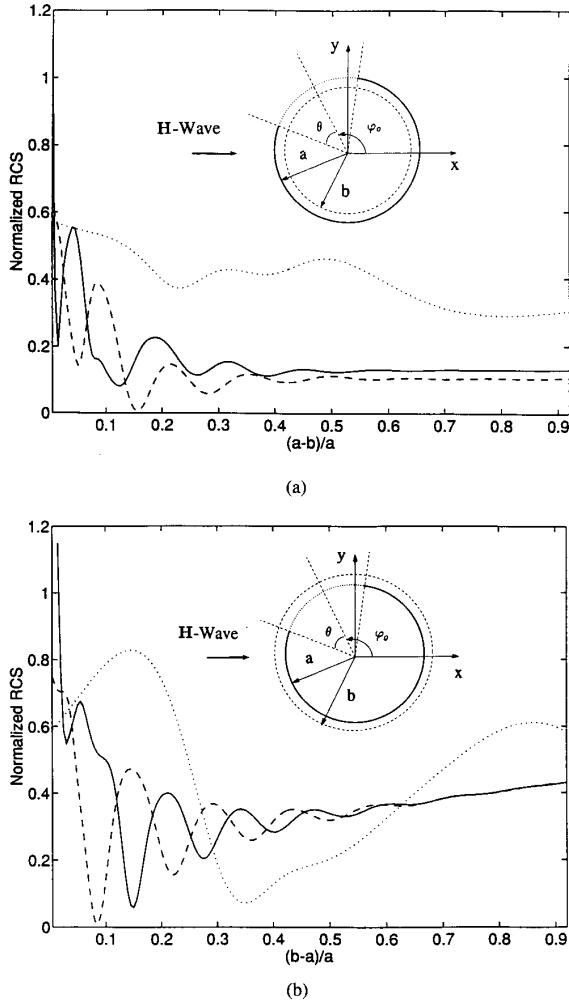 1.2
1
0.8
0.6
0.4
0.2
0
Normalized RCS
H-Wave
y
θ
φₒ
a
x
b
0.1 0.2 0.3 0.4 0.5 0.6 0.7 0.8 0.9
(a-b)/a
(a)
1.2
1
0.8
0.6
0.4
0.2
0
Normalized RCS
H-Wave
y
θ
φₒ
a
x
b
0.1 0.2 0.3 0.4 0.5 0.6 0.7 0.8 0.9
(b-a)/a
(b)